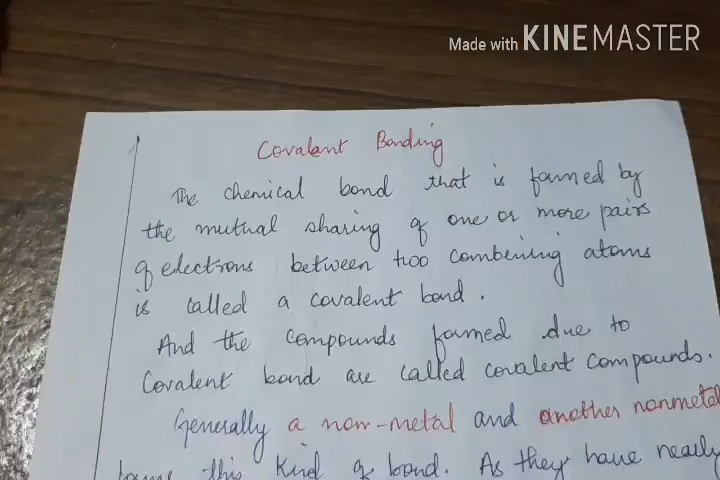 Made with KINEMASTER
Covalent Bonding
The chemical bond that is formed by
the mutual sharing of one or more pairs
of electrons between two combining atoms
is called a covalent bond.
And the compounds formed due to
Covalent bond are called covalent compounds.
Generally a non-metal and another nonmetal
this kind of bond. As they have nearly